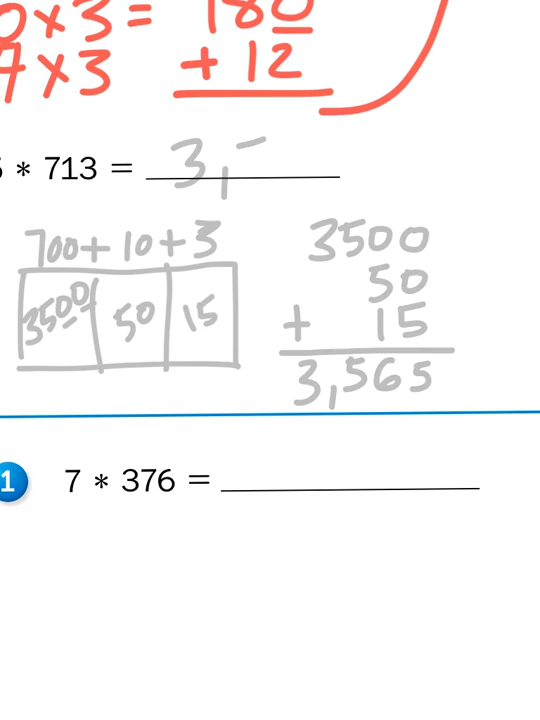 0 × 3 = 180
4 × 3 + 12
* 713 = 3,
700 + 10 + 3
3500 50 15
3500
50
+ 15
3,565
1 7 * 376 =